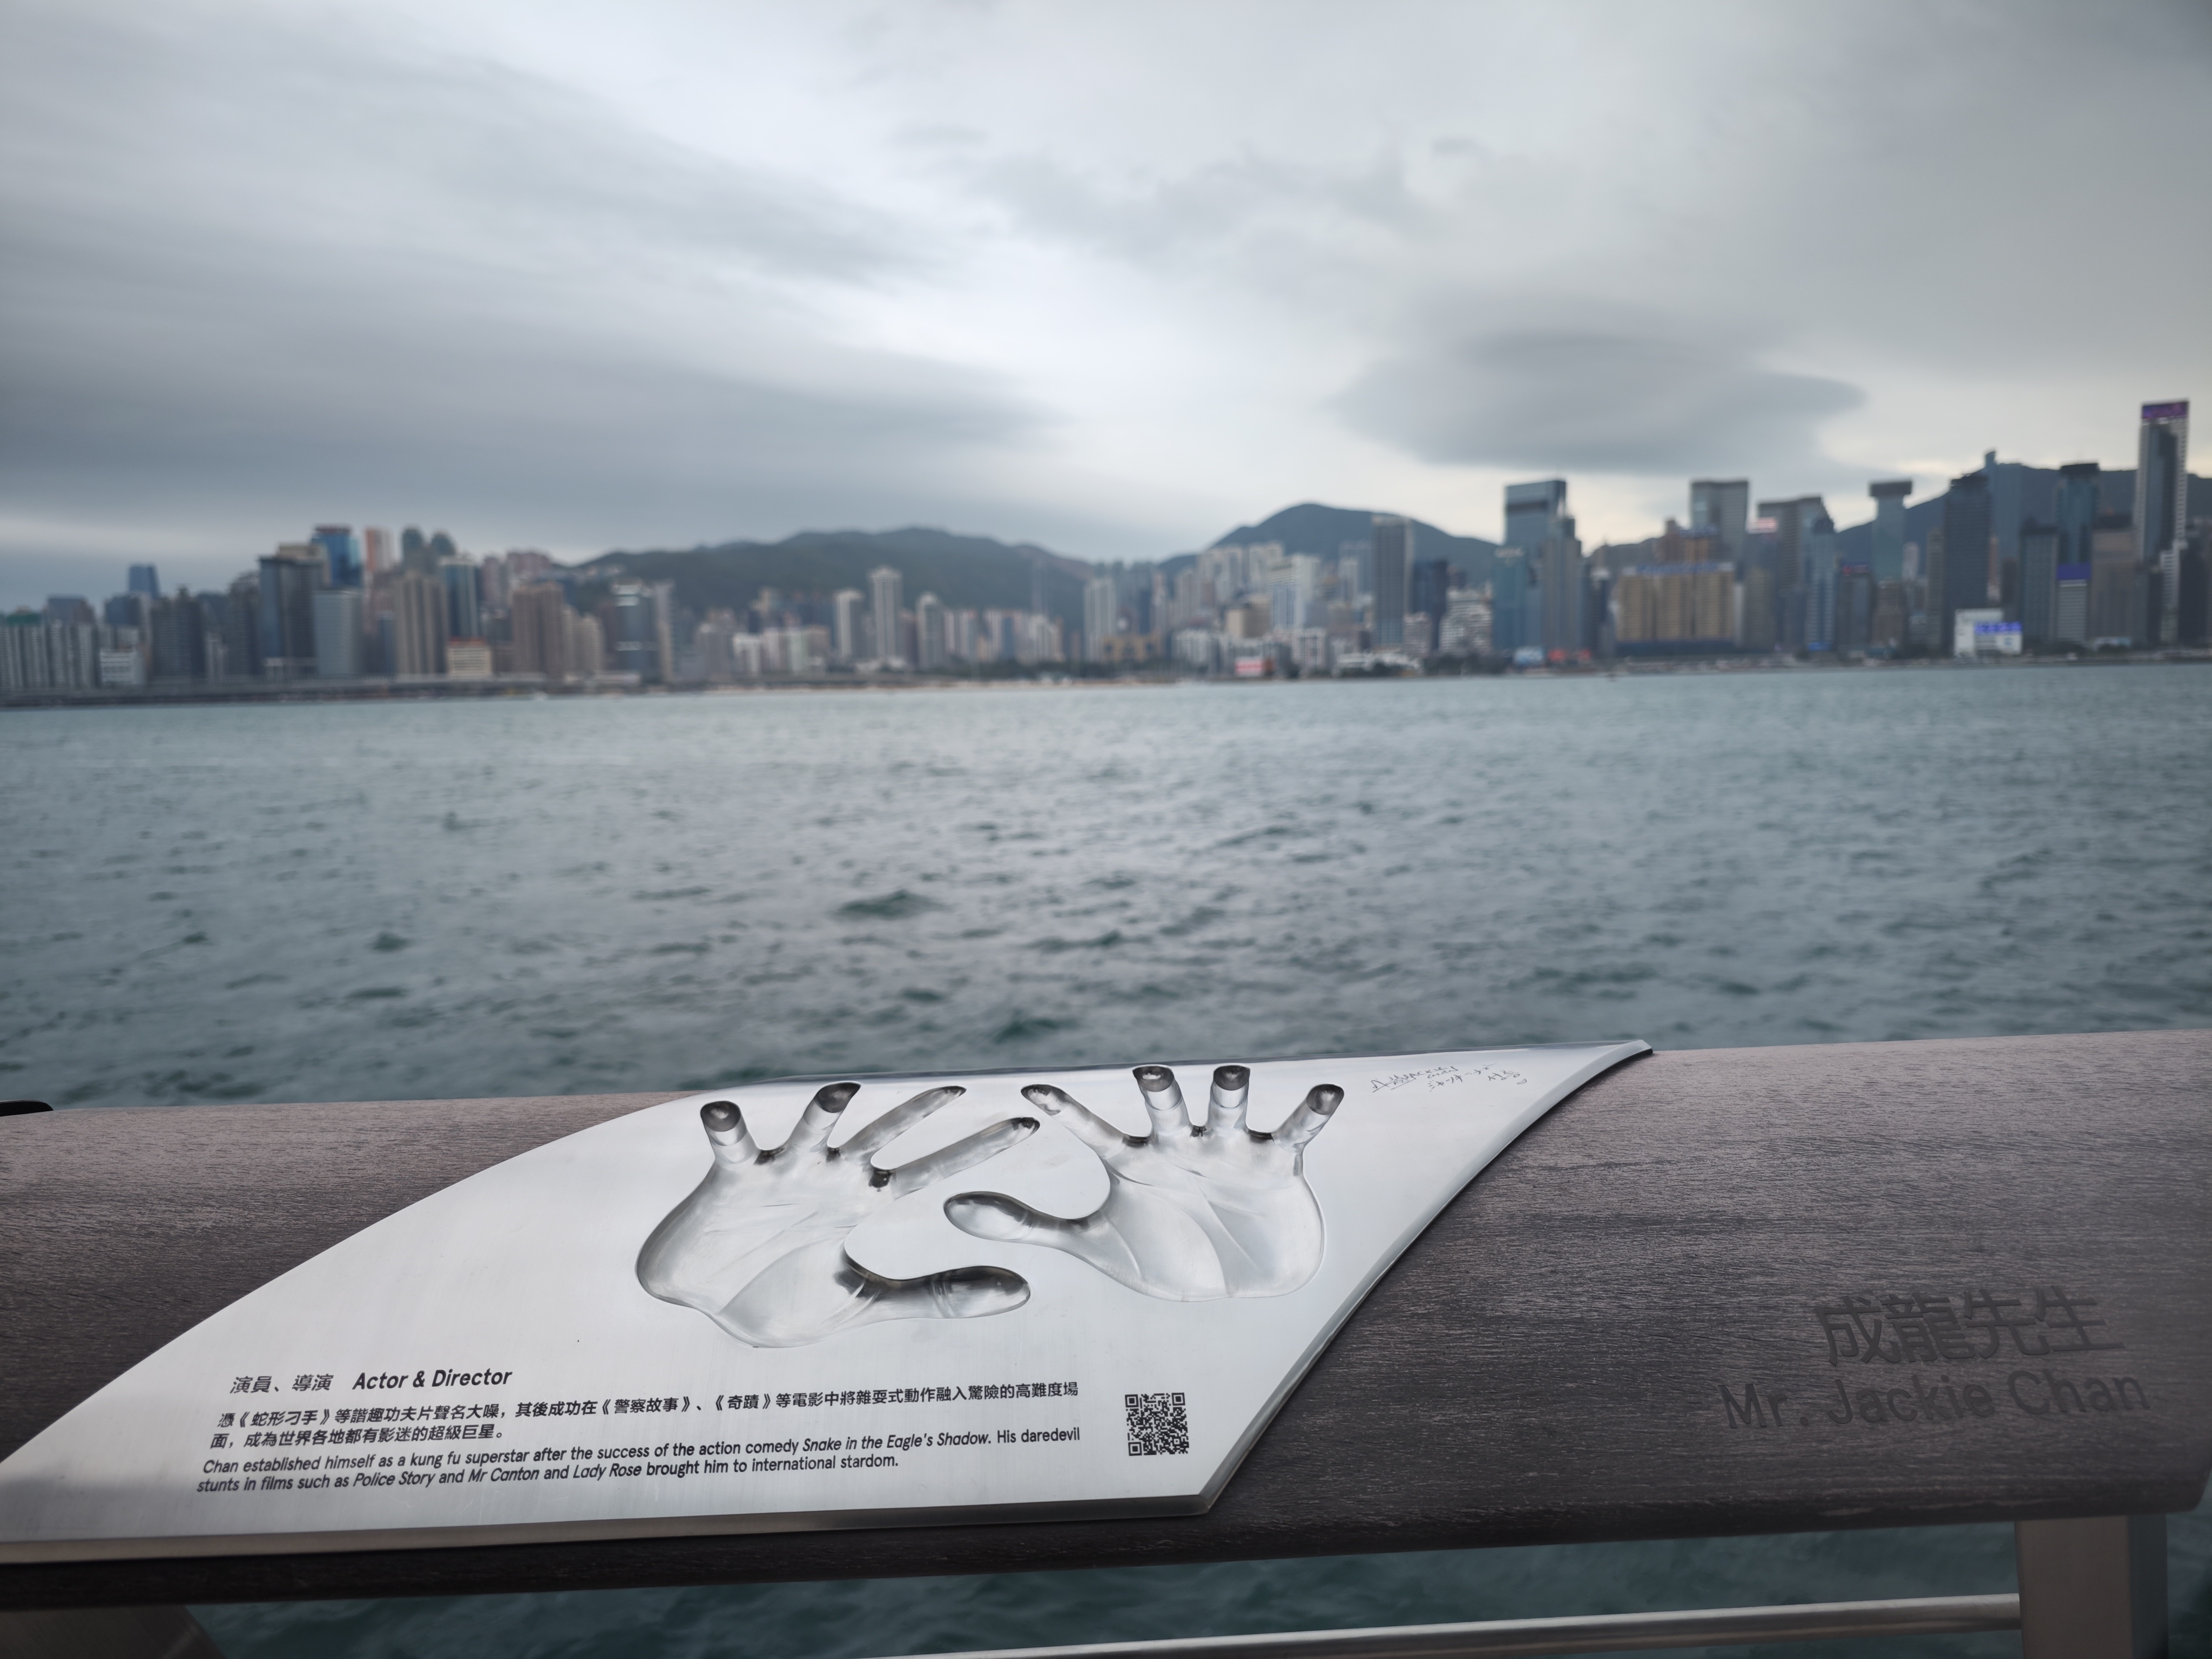 演員、導演 Actor & Director
憑《蛇形刁手》等諧趣功夫片聲名大噪，其後成功在《警察故事》、《奇蹟》等電影中將雜耍式動作融入驚險的高難度場
面，成為世界各地都有影迷的超級巨星。
Chan established himself as a kung fu superstar after the success of the action comedy Snake in the Eagle's Shadow. His daredevil
stunts in films such as Police Story and Mr Canton and Lady Rose brought him to international stardom.
成龍先生
Mr. Jackie Chan